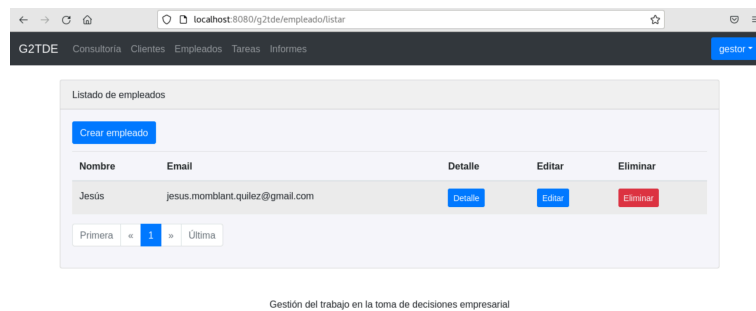 localhost:8080/g2tde/empleado/listar
G2TDE Consultoria Clientes Empleados Tareas Informes gestor
Listado de empleados
Crear empleado
Nombre Email Detalle Editar Eliminar
Jesús jesus.momblant.quilez@gmail.com Detalle Editar Eliminar
Primera « 1 » Última
Gestión del trabajo en la toma de decisiones empresarial